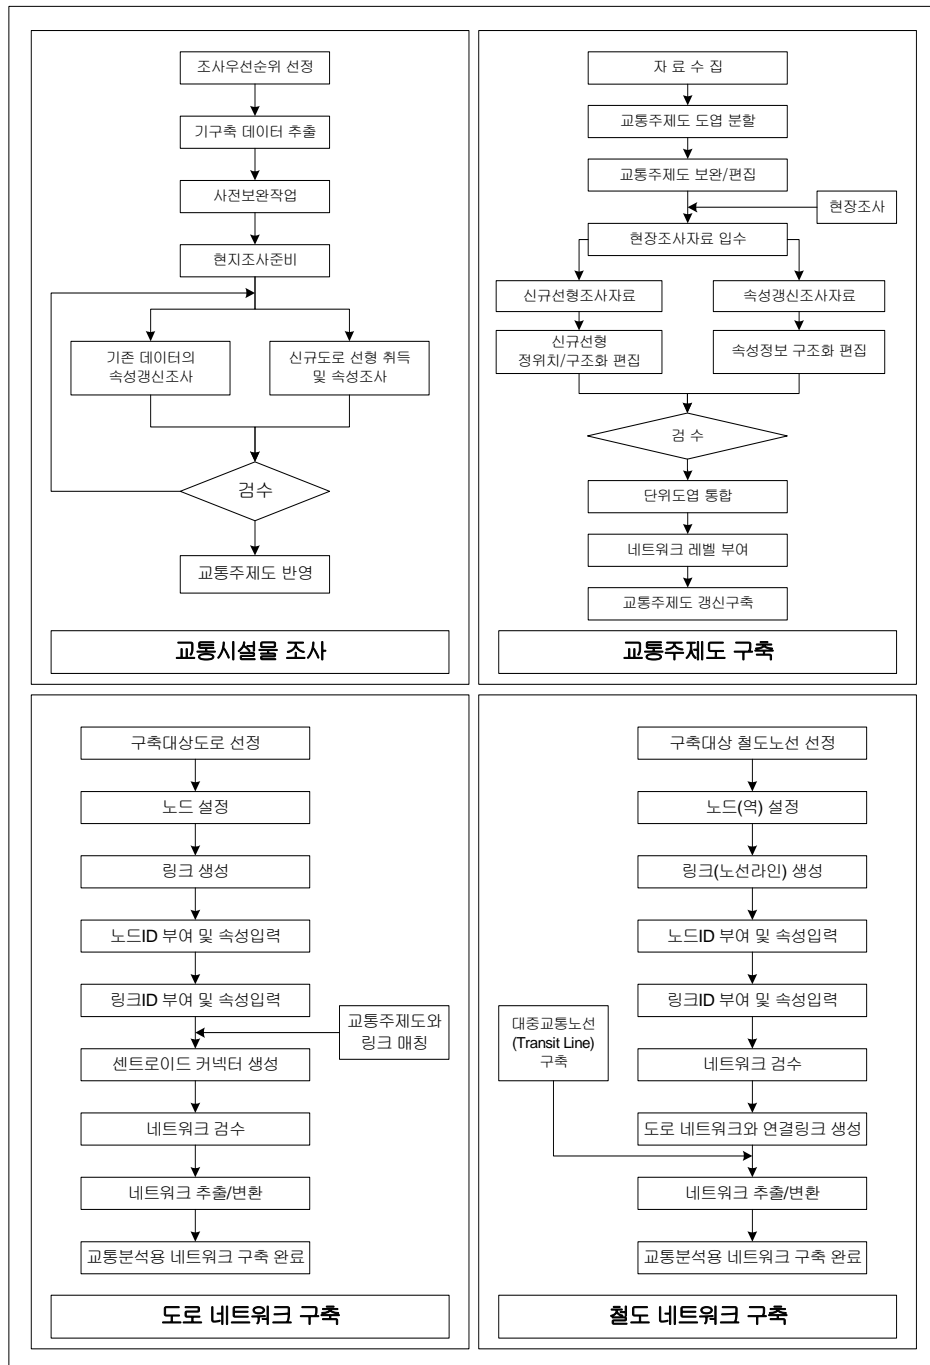 조사우선순위 선정
기구축 데이터 추출
사전보완작업
현지조사준비
기존 데이터의
속성갱신조사
신규도로 선형 취득
및 속성조사
검수
교통주제도 반영
교통시설물 조사
자 료 수 집
교통주제도 도엽 분할
교통주제도 보완/편집
현장조사
현장조사자료 입수
신규선형조사자료
속성갱신조사자료
신규선형
정위치/구조화 편집
속성정보 구조화 편집
검 수
단위도엽 통합
네트워크 레벨 부여
교통주제도 갱신구축
교통주제도 구축
구축대상도로 선정
노드 설정
링크 생성
노드ID 부여 및 속성입력
링크ID 부여 및 속성입력
교통주제도와
링크 매칭
센트로이드 커넥터 생성
네트워크 검수
네트워크 추출/변환
교통분석용 네트워크 구축 완료
도로 네트워크 구축
구축대상 철도노선 선정
노드(역) 설정
링크(노선라인) 생성
노드ID 부여 및 속성입력
링크ID 부여 및 속성입력
대중교통노선
(Transit Line)
구축
네트워크 검수
도로 네트워크와 연결링크 생성
네트워크 추출/변환
교통분석용 네트워크 구축 완료
철도 네트워크 구축